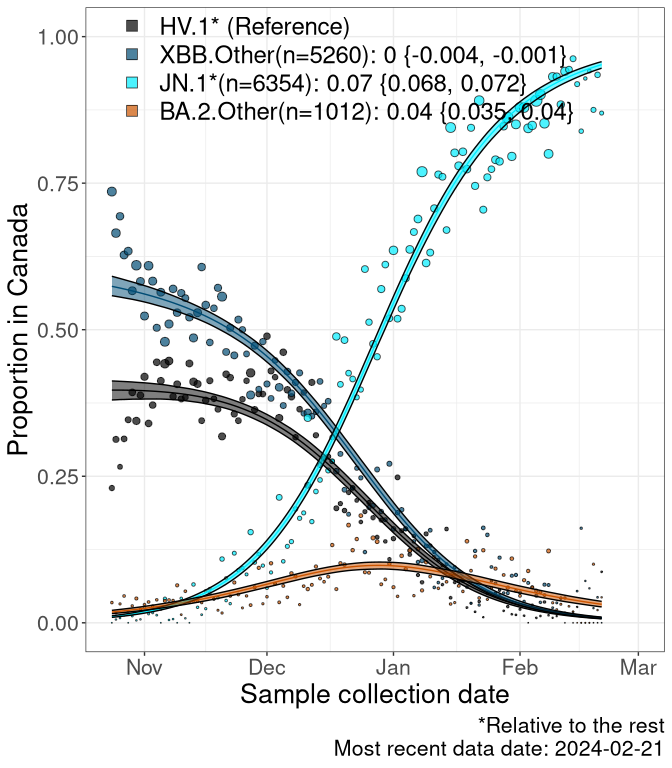 HV.1* (Reference)
XBB.Other(n=5260): 0 {-0.004, -0.001}
JN.1*(n=6354): 0.07 {0.068, 0.072}
BA.2.Other(n=1012): 0.04 {0.035, 0.04}
1.00
0.75
0.50
0.25
0.00
Proportion in Canada
Nov Dec Jan Feb Mar
Sample collection date
*Relative to the rest
Most recent data date: 2024-02-21